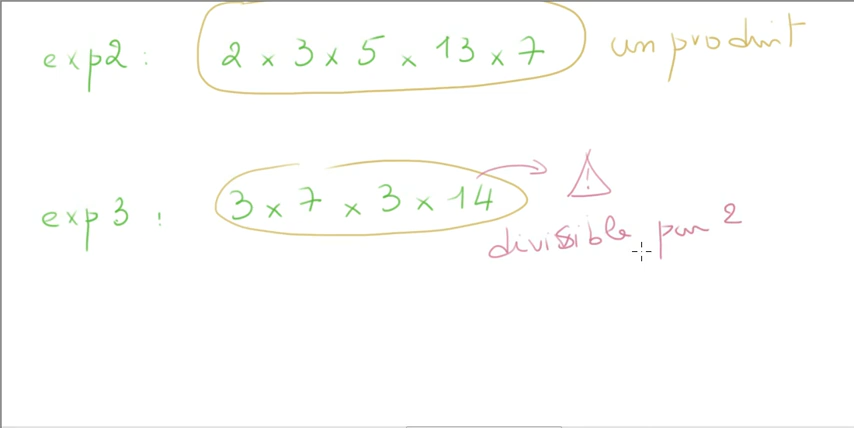 exp2 : 2 × 3 × 5 × 13 × 7 un produit
exp3 : 3 × 7 × 3 × 14 !
divisible par 2